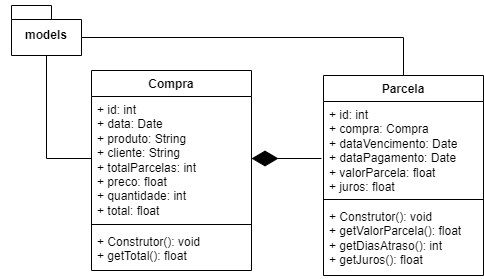 models
Compra
+ id: int
+ data: Date
+ produto: String
+ cliente: String
+ totalParcelas: int
+ preco: float
+ quantidade: int
+ total: float
+ Construtor(): void
+ getTotal(): float
Parcela
+ id: int
+ compra: Compra
+ dataVencimento: Date
+ dataPagamento: Date
+ valorParcela: float
+ juros: float
+ Construtor(): void
+ getValorParcela(): float
+ getDiasAtraso(): int
+ getJuros(): float